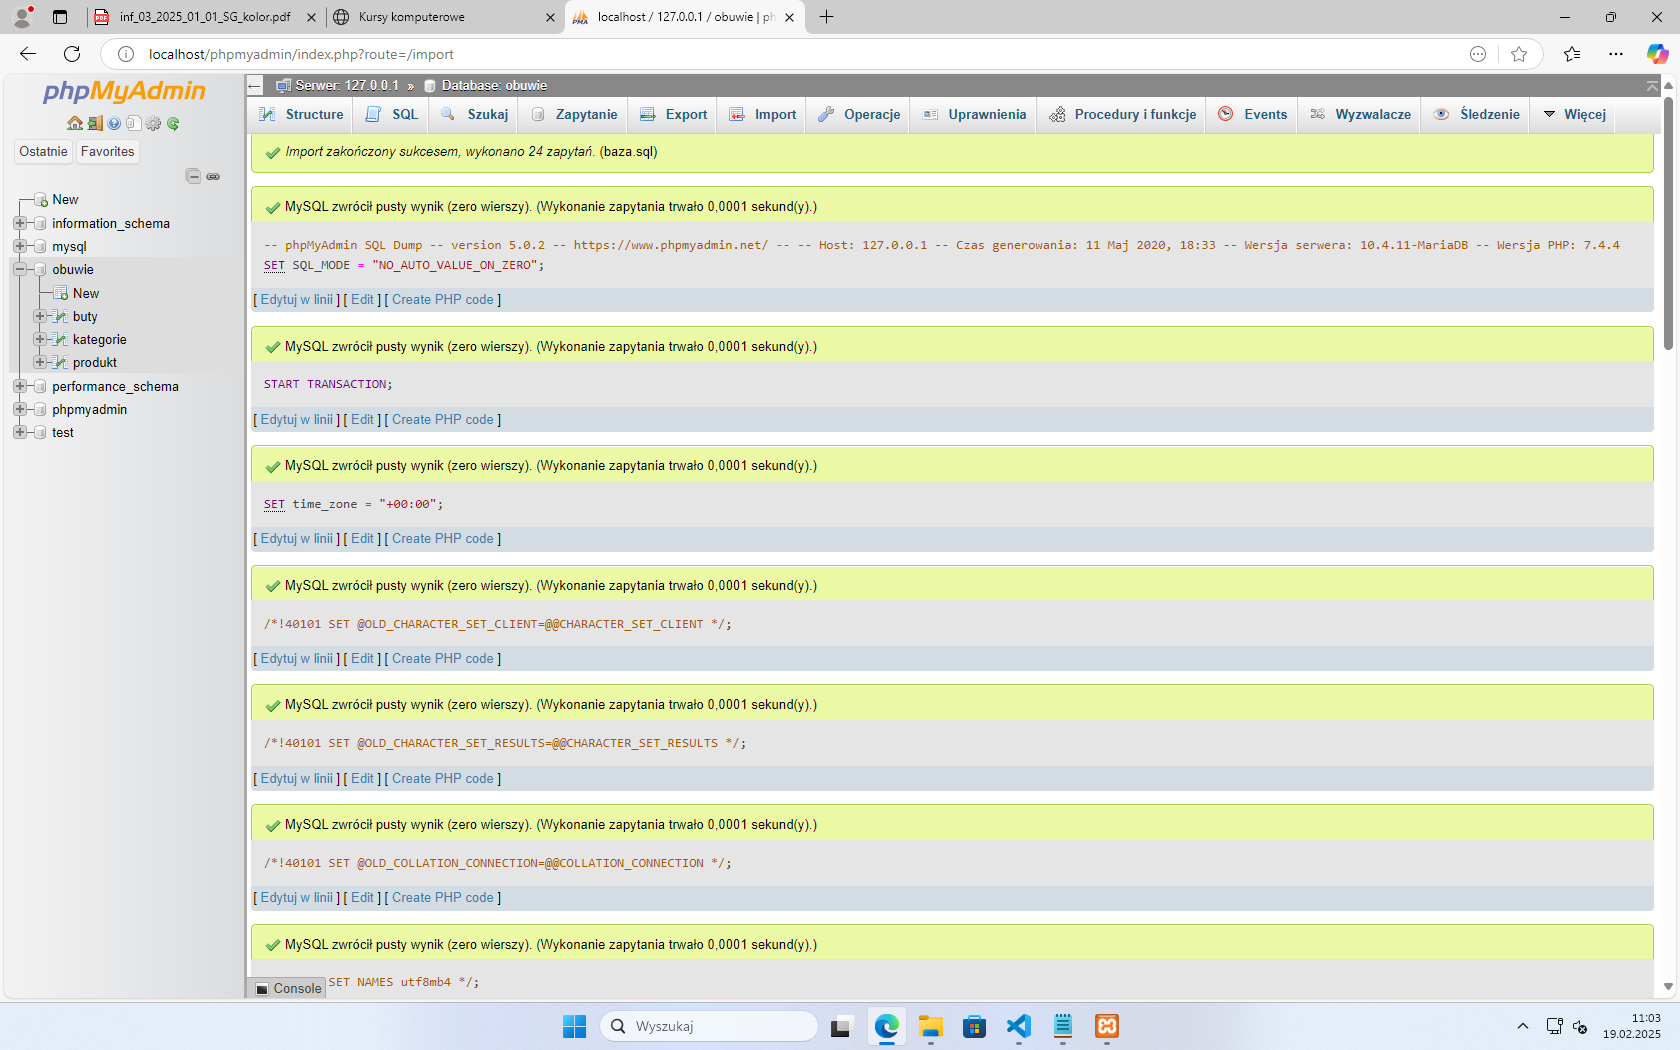 inf_03_2025_01_01_SG_kolor.pdf
Kursy komputerowe
localhost / 127.0.0.1 / obuwie | ph
localhost/phpmyadmin/index.php?route=/import
phpMyAdmin
Ostatnie
Favorites
New
information_schema
mysql
obuwie
New
buty
kategorie
produkt
performance_schema
phpmyadmin
test
Serwer: 127.0.0.1 » Database: obuwie
Structure
SQL
Szukaj
Zapytanie
Export
Import
Operacje
Uprawnienia
Procedury i funkcje
Events
Wyzwalacze
Śledzenie
Więcej
Import zakończony sukcesem, wykonano 24 zapytań. (baza.sql)
MySQL zwrócił pusty wynik (zero wierszy). (Wykonanie zapytania trwało 0,0001 sekund(y).)
-- phpMyAdmin SQL Dump -- version 5.0.2 -- https://www.phpmyadmin.net/ -- -- Host: 127.0.0.1 -- Czas generowania: 11 Maj 2020, 18:33 -- Wersja serwera: 10.4.11-MariaDB -- Wersja PHP: 7.4.4
SET SQL_MODE = "NO_AUTO_VALUE_ON_ZERO";
[ Edytuj w linii ] [ Edit ] [ Create PHP code ]
MySQL zwrócił pusty wynik (zero wierszy). (Wykonanie zapytania trwało 0,0001 sekund(y).)
START TRANSACTION;
[ Edytuj w linii ] [ Edit ] [ Create PHP code ]
MySQL zwrócił pusty wynik (zero wierszy). (Wykonanie zapytania trwało 0,0001 sekund(y).)
SET time_zone = "+00:00";
[ Edytuj w linii ] [ Edit ] [ Create PHP code ]
MySQL zwrócił pusty wynik (zero wierszy). (Wykonanie zapytania trwało 0,0001 sekund(y).)
/*!40101 SET @OLD_CHARACTER_SET_CLIENT=@@CHARACTER_SET_CLIENT */;
[ Edytuj w linii ] [ Edit ] [ Create PHP code ]
MySQL zwrócił pusty wynik (zero wierszy). (Wykonanie zapytania trwało 0,0001 sekund(y).)
/*!40101 SET @OLD_CHARACTER_SET_RESULTS=@@CHARACTER_SET_RESULTS */;
[ Edytuj w linii ] [ Edit ] [ Create PHP code ]
MySQL zwrócił pusty wynik (zero wierszy). (Wykonanie zapytania trwało 0,0001 sekund(y).)
/*!40101 SET @OLD_COLLATION_CONNECTION=@@COLLATION_CONNECTION */;
[ Edytuj w linii ] [ Edit ] [ Create PHP code ]
MySQL zwrócił pusty wynik (zero wierszy). (Wykonanie zapytania trwało 0,0001 sekund(y).)
SET NAMES utf8mb4 */;
Console
Wyszukaj
11:03
19.02.2025